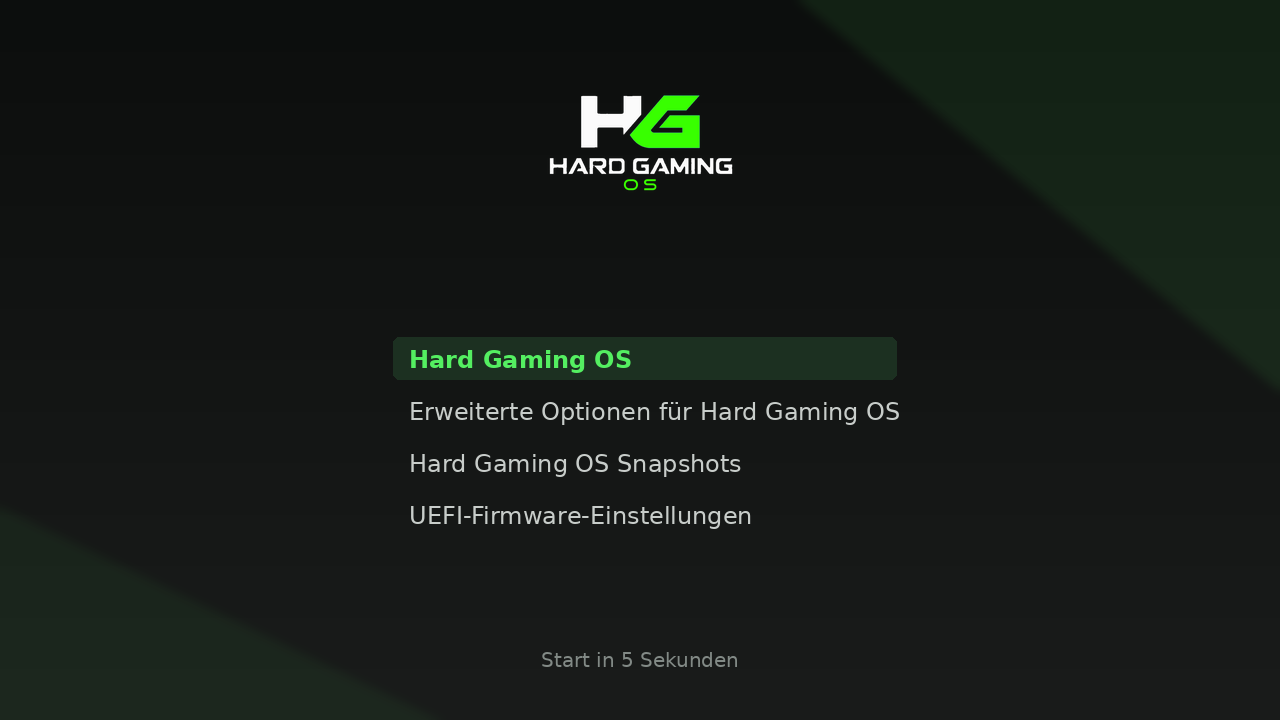 HG
HARD GAMING
OS
Hard Gaming OS
Erweiterte Optionen für Hard Gaming OS
Hard Gaming OS Snapshots
UEFI-Firmware-Einstellungen
Start in 5 Sekunden